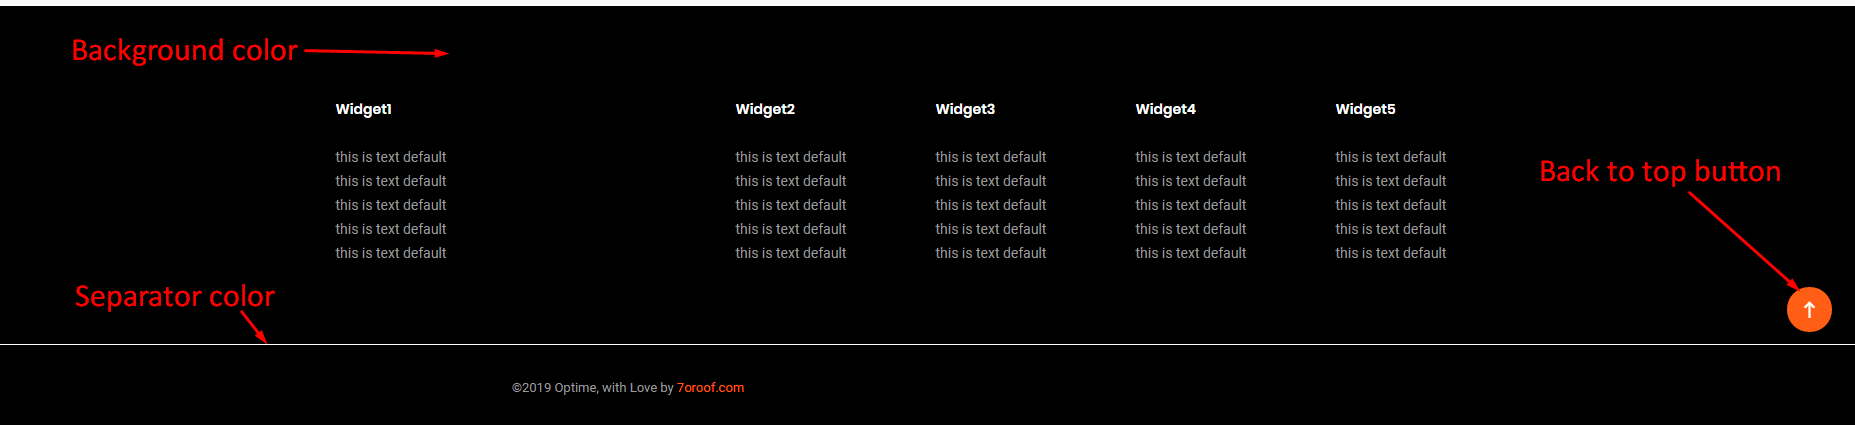 Background color
Widget1 Widget2 Widget3 Widget4 Widget5
this is text default this is text default this is text default this is text default this is text default
this is text default this is text default this is text default this is text default this is text default
this is text default this is text default this is text default this is text default this is text default
this is text default this is text default this is text default this is text default this is text default
this is text default this is text default this is text default this is text default this is text default
Back to top button
Separator color
©2019 Optime, with Love by 7oroof.com